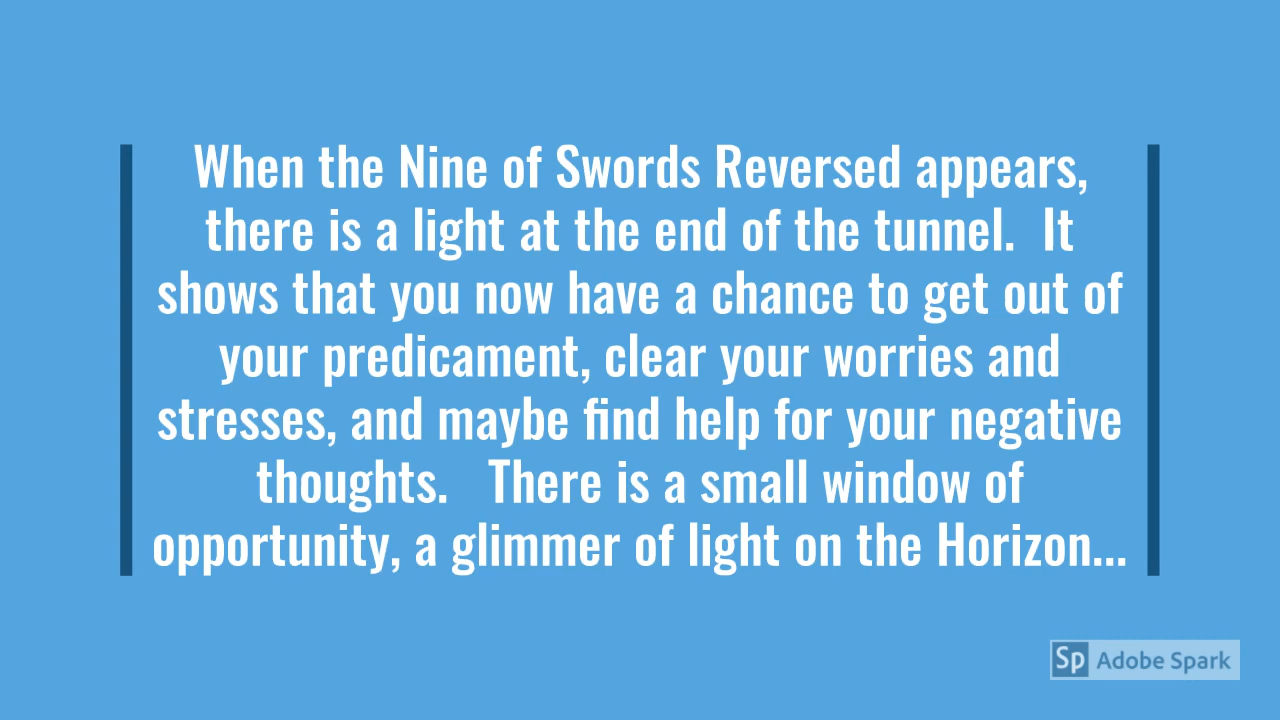 When the Nine of Swords Reversed appears,
there is a light at the end of the tunnel.  It
shows that you now have a chance to get out of
your predicament, clear your worries and
stresses, and maybe find help for your negative
thoughts.   There is a small window of
opportunity, a glimmer of light on the Horizon...
Sp Adobe Spark